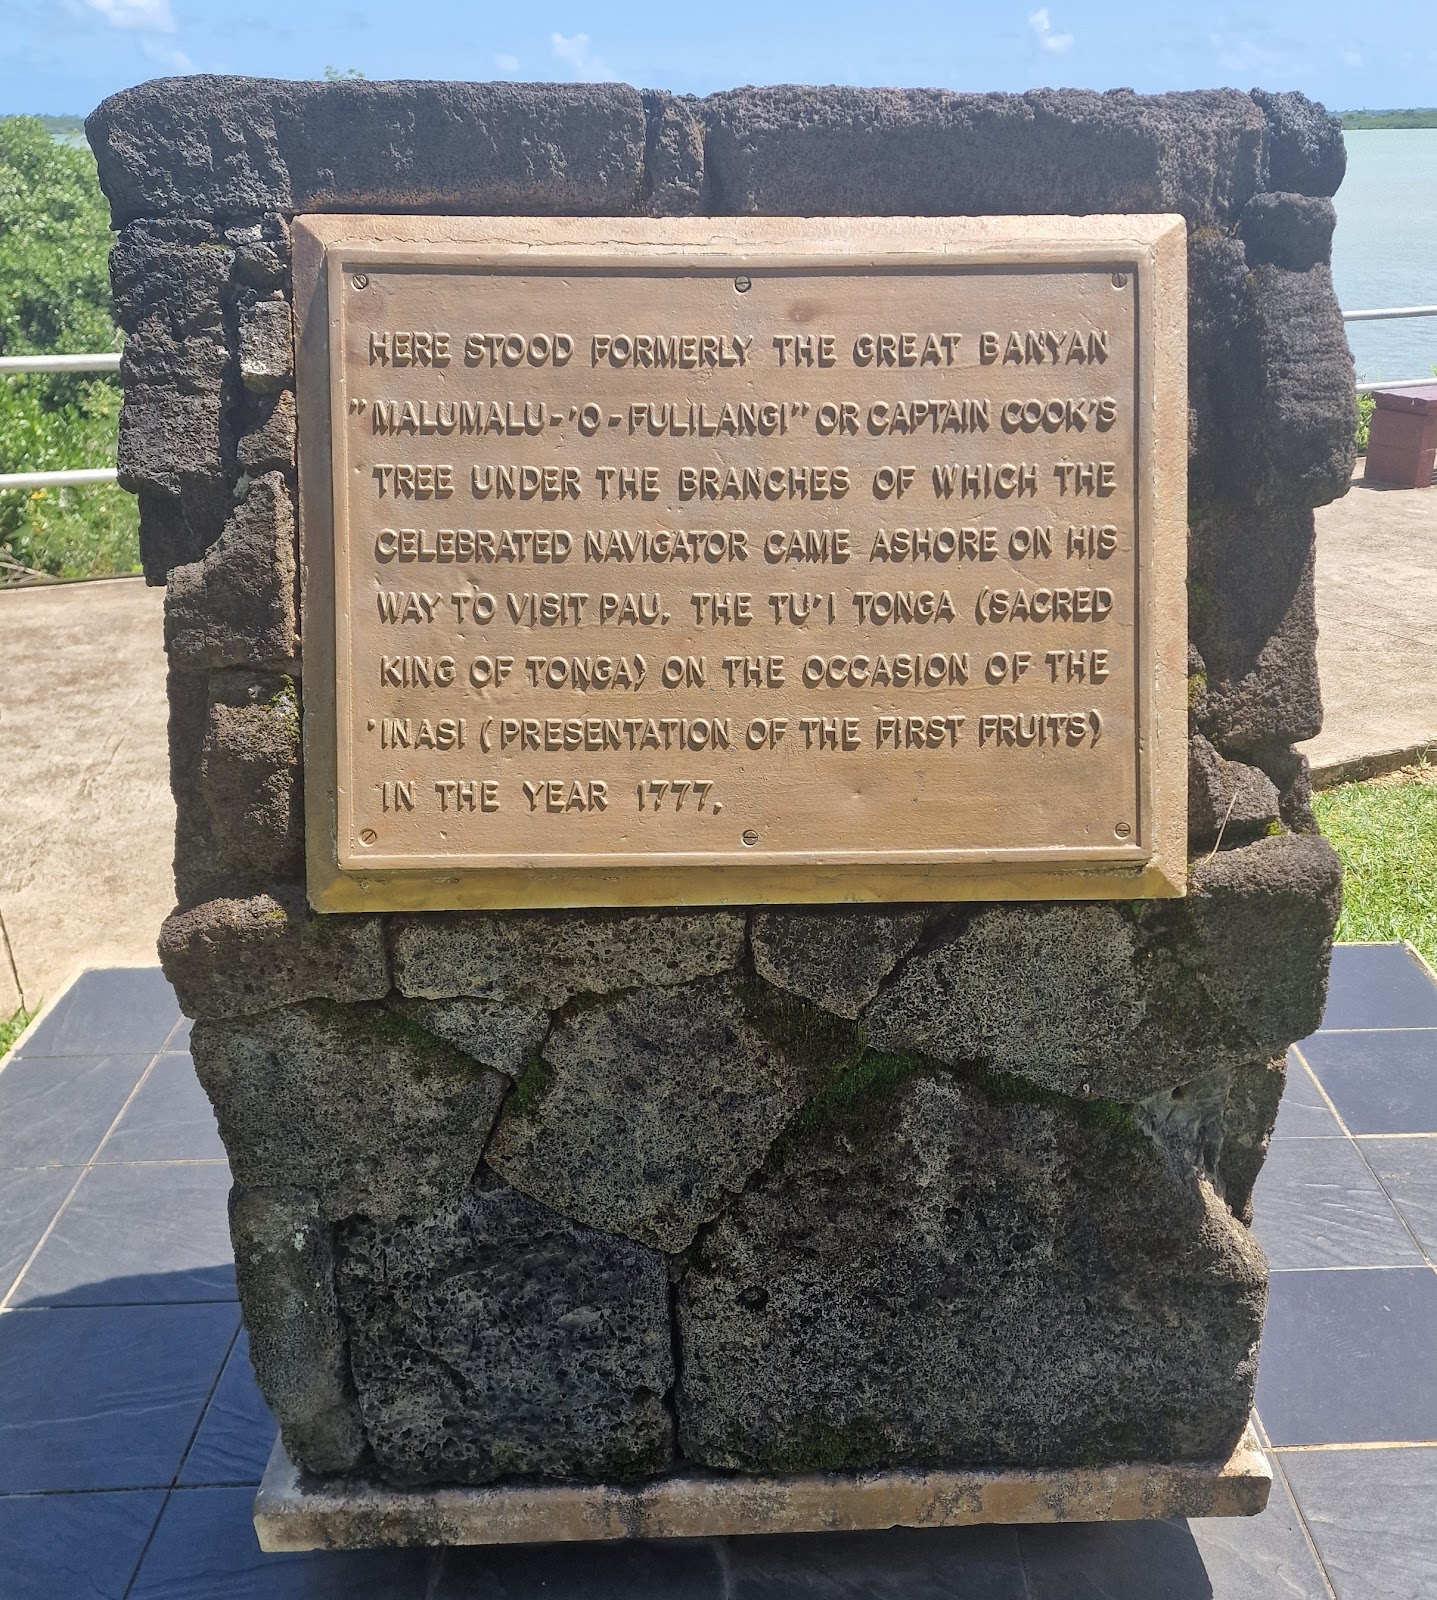 HERE STOOD FORMERLY THE GREAT BANYAN
"MALUMALU-'O-FULILANGI" OR CAPTAIN COOK'S
TREE UNDER THE BRANCHES OF WHICH THE
CELEBRATED NAVIGATOR CAME ASHORE ON HIS
WAY TO VISIT PAU. THE TU'I TONGA (SACRED
KING OF TONGA) ON THE OCCASION OF THE
'INASI (PRESENTATION OF THE FIRST FRUITS)
IN THE YEAR 1777.